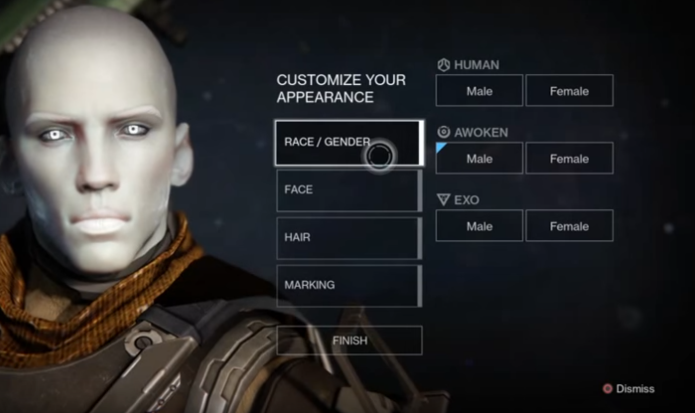 CUSTOMIZE YOUR
APPEARANCE
RACE / GENDER
FACE
HAIR
MARKING
FINISH
HUMAN
Male Female
AWOKEN
Male Female
EXO
Male Female
Dismiss